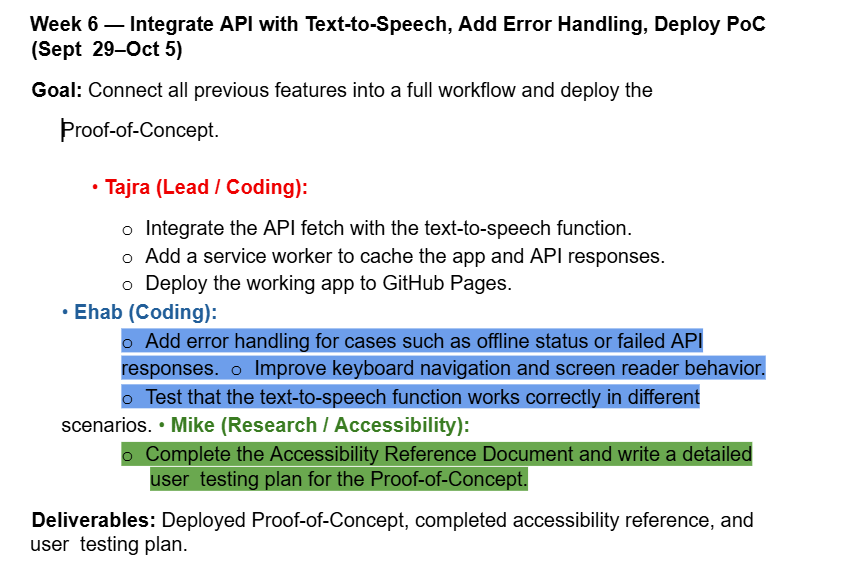 Week 6 — Integrate API with Text-to-Speech, Add Error Handling, Deploy PoC
(Sept  29–Oct 5)
Goal: Connect all previous features into a full workflow and deploy the
Proof-of-Concept.
• Tajra (Lead / Coding):
o Integrate the API fetch with the text-to-speech function.
o Add a service worker to cache the app and API responses.
o Deploy the working app to GitHub Pages.
• Ehab (Coding):
o Add error handling for cases such as offline status or failed API
responses.  o Improve keyboard navigation and screen reader behavior.
o Test that the text-to-speech function works correctly in different
scenarios. • Mike (Research / Accessibility):
o Complete the Accessibility Reference Document and write a detailed
user  testing plan for the Proof-of-Concept.
Deliverables: Deployed Proof-of-Concept, completed accessibility reference, and
user  testing plan.